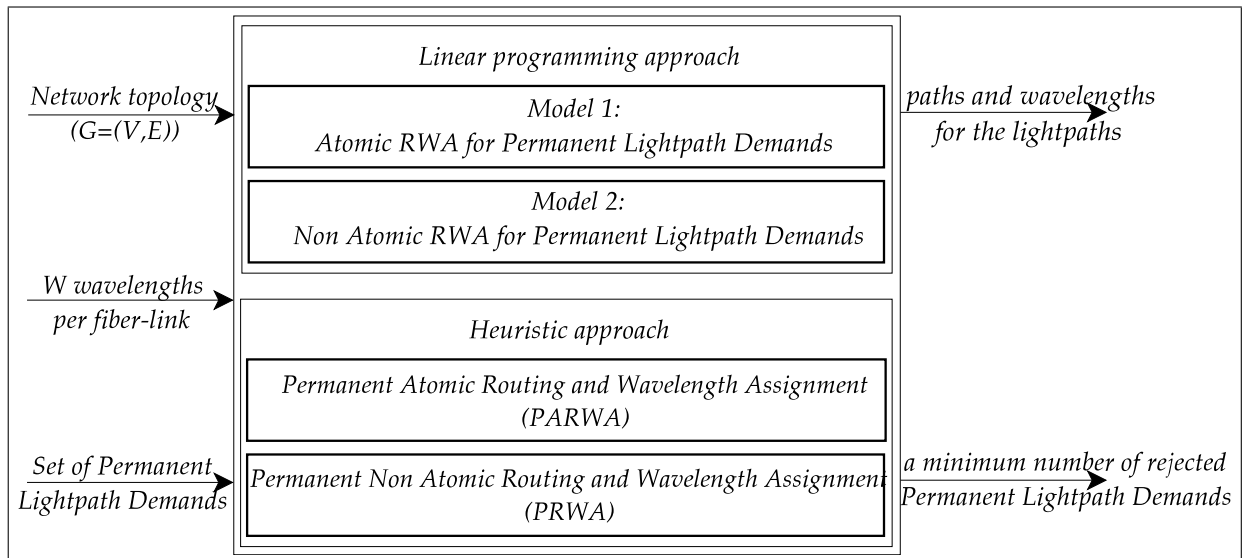 Linear programming approach
Network topology
(G=(V,E))
Model 1:
Atomic RWA for Permanent Lightpath Demands
paths and wavelengths
for the lightpaths
Model 2:
Non Atomic RWA for Permanent Lightpath Demands
W wavelengths
per fiber-link
Heuristic approach
Permanent Atomic Routing and Wavelength Assignment
(PARWA)
Set of Permanent
Lightpath Demands
Permanent Non Atomic Routing and Wavelength Assignment
(PRWA)
a minimum number of rejected
Permanent Lightpath Demands